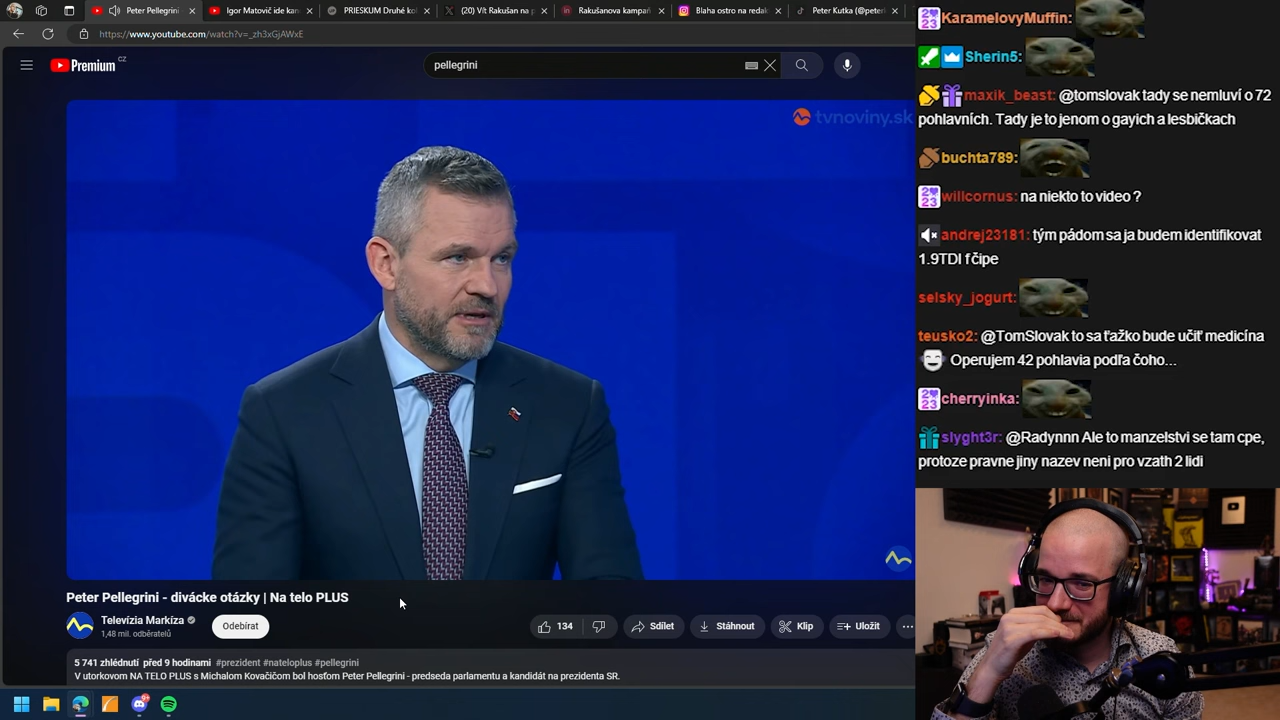 Peter Pellegrini
Igor Matovič ide kan
PRIESKUM Druhé kol
(20) Vít Rakušan na
Rakušanova kampaň
Blaha ostro na redak
Peter Kutka (@peter
https://www.youtube.com/watch?v=_zh3xGjAWxE
Premium CZ
pellegrini
tvnoviny.sk
Peter Pellegrini - divácke otázky | Na telo PLUS
Televízia Markíza
1,48 mil. odběratelů
Odebírat
134
Sdílet
Stáhnout
Klip
Uložit
5 741 zhlédnutí před 9 hodinami #prezident #nateloplus #pellegrini
V utorkovom NA TELO PLUS s Michalom Kovačičom bol hosťom Peter Pellegrini - predseda parlamentu a kandidát na prezidenta SR.
KaramelovyMuffin:
Sherin5:
maxik_beast: @tomslovak tady se nemluví o 72
pohlavních. Tady je to jenom o gayich a lesbičkach
buchta789:
willcornus: na niekto to video ?
andrej23181: tým pádom sa ja budem identifikovat
1.9TDI f čipe
selsky_jogurt:
teusko2: @TomSlovak to sa ťažko bude učiť medicína
Operujem 42 pohlavia podľa čoho...
cherryinka:
slyght3r: @Radynnn Ale to manzelstvi se tam cpe,
protoze pravne jiny nazev neni pro vzath 2 lidi